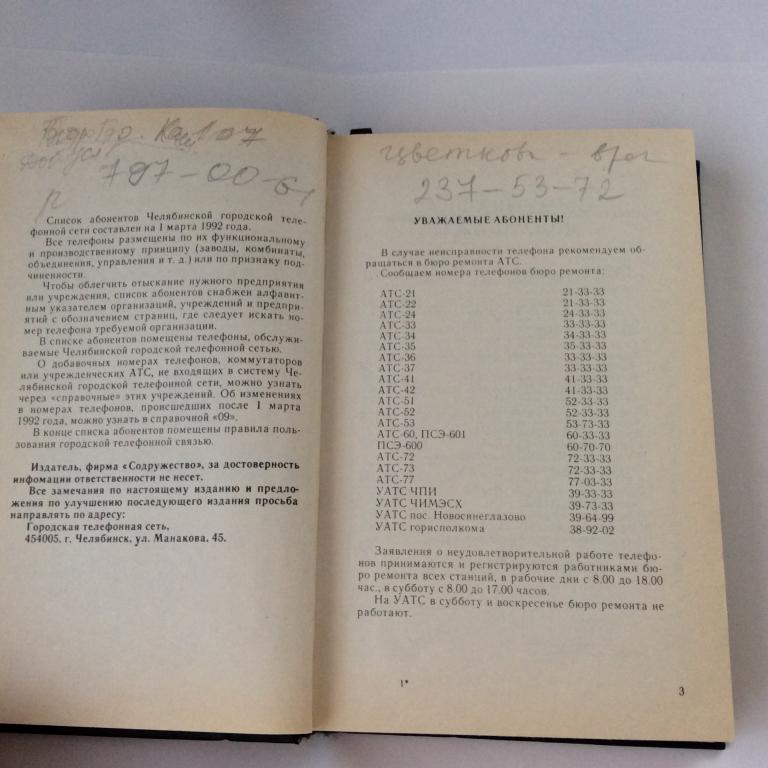 797-00-61
Список абонентов Челябинской городской теле-
фонной сети составлен на 1 марта 1992 года.
Все телефоны размещены по их функциональному
и производственному принципу (заводы, комбинаты,
объединения, управления и т. д.) или по признаку под-
чиненности.
Чтобы облегчить отыскание нужного предприятия
или учреждения, список абонентов снабжен алфавит-
ным указателем организаций, учреждений и предпри-
ятий с обозначением страниц, где следует искать но-
мер телефона требуемой организации.
В списке абонентов помещены телефоны, обслужи-
ваемые Челябинской городской телефонной сетью.
О добавочных номерах телефонов, коммутаторов
или учрежденческих АТС, не входящих в систему Че-
лябинской городской телефонной сети, можно узнать
через «справочные» этих учреждений. Об изменениях
в номерах телефонов, происшедших после 1 марта
1992 года, можно узнать в справочной «09».
В конце списка абонентов помещены правила поль-
зования городской телефонной связью.
Издатель, фирма «Содружество», за достоверность
инфомации ответственности не несет.
Все замечания по настоящему изданию и предло-
жения по улучшению последующего издания просьба
направлять по адресу:
Городская телефонная сеть,
454005, г. Челябинск, ул. Манакова, 45.
цветков - врач
237-53-72
УВАЖАЕМЫЕ АБОНЕНТЫ!
В случае неисправности телефона рекомендуем об-
ращаться в бюро ремонта АТС.
Сообщаем номера телефонов бюро ремонта:
АТС-21 21-33-33
АТС-22 21-33-33
АТС-24 24-33-33
АТС-33 33-33-33
АТС-34 34-33-33
АТС-35 35-33-33
АТС-36 33-33-33
АТС-37 33-33-33
АТС-41 41-33-33
АТС-42 41-33-33
АТС-51 52-33-33
АТС-52 52-33-33
АТС-53 53-73-33
АТС-60, ПСЭ-601 60-33-33
ПСЭ-600 60-70-70
АТС-72 72-33-33
АТС-73 72-33-33
АТС-77 77-03-33
УАТС ЧПИ 39-33-33
УАТС ЧИМЭСХ 39-73-33
УАТС пос. Новосинеглазово 39-64-99
УАТС горисполкома 38-92-02
Заявления о неудовлетворительной работе телефо-
нов принимаются и регистрируются работниками бю-
ро ремонта всех станций, в рабочие дни с 8.00 до 18.00
час., в субботу с 8.00 до 17.00 часов.
На УАТС в субботу и воскресенье бюро ремонта не
работают.
1*
3